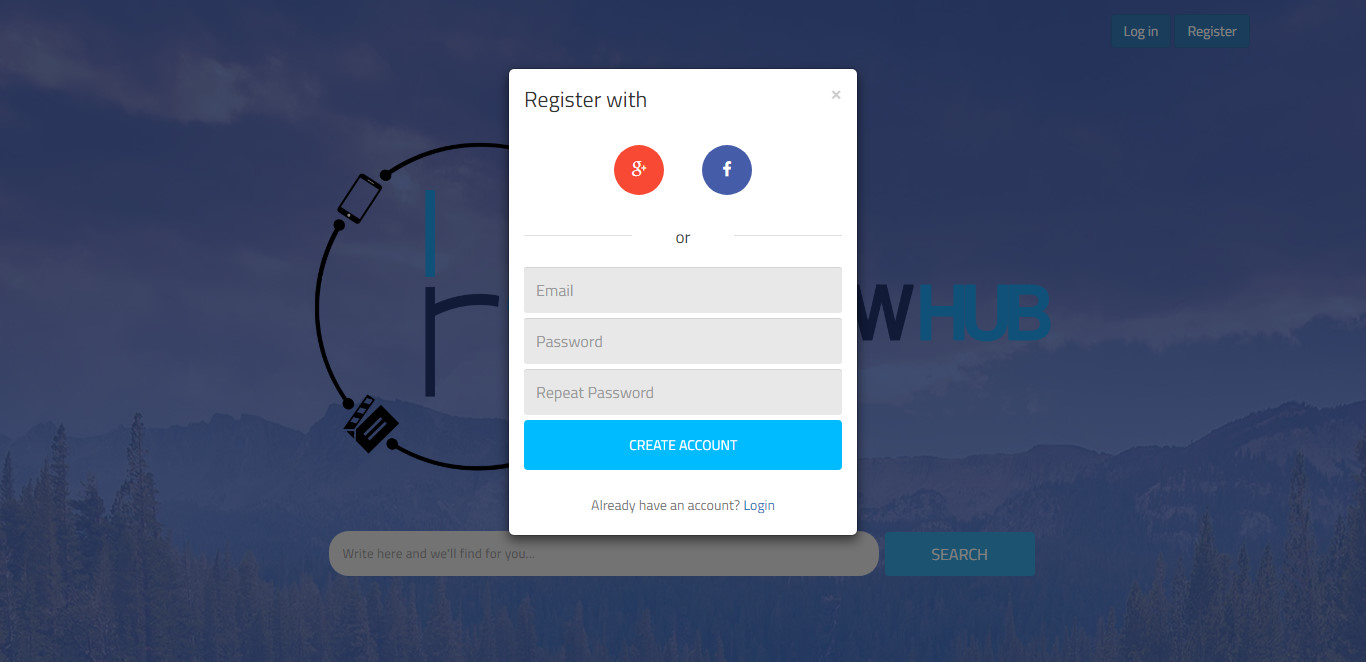 Log in Register
Register with ×
g+ f
or
WHUB
Email
Password
Repeat Password
CREATE ACCOUNT
Already have an account? Login
Write here and we'll find for you... SEARCH